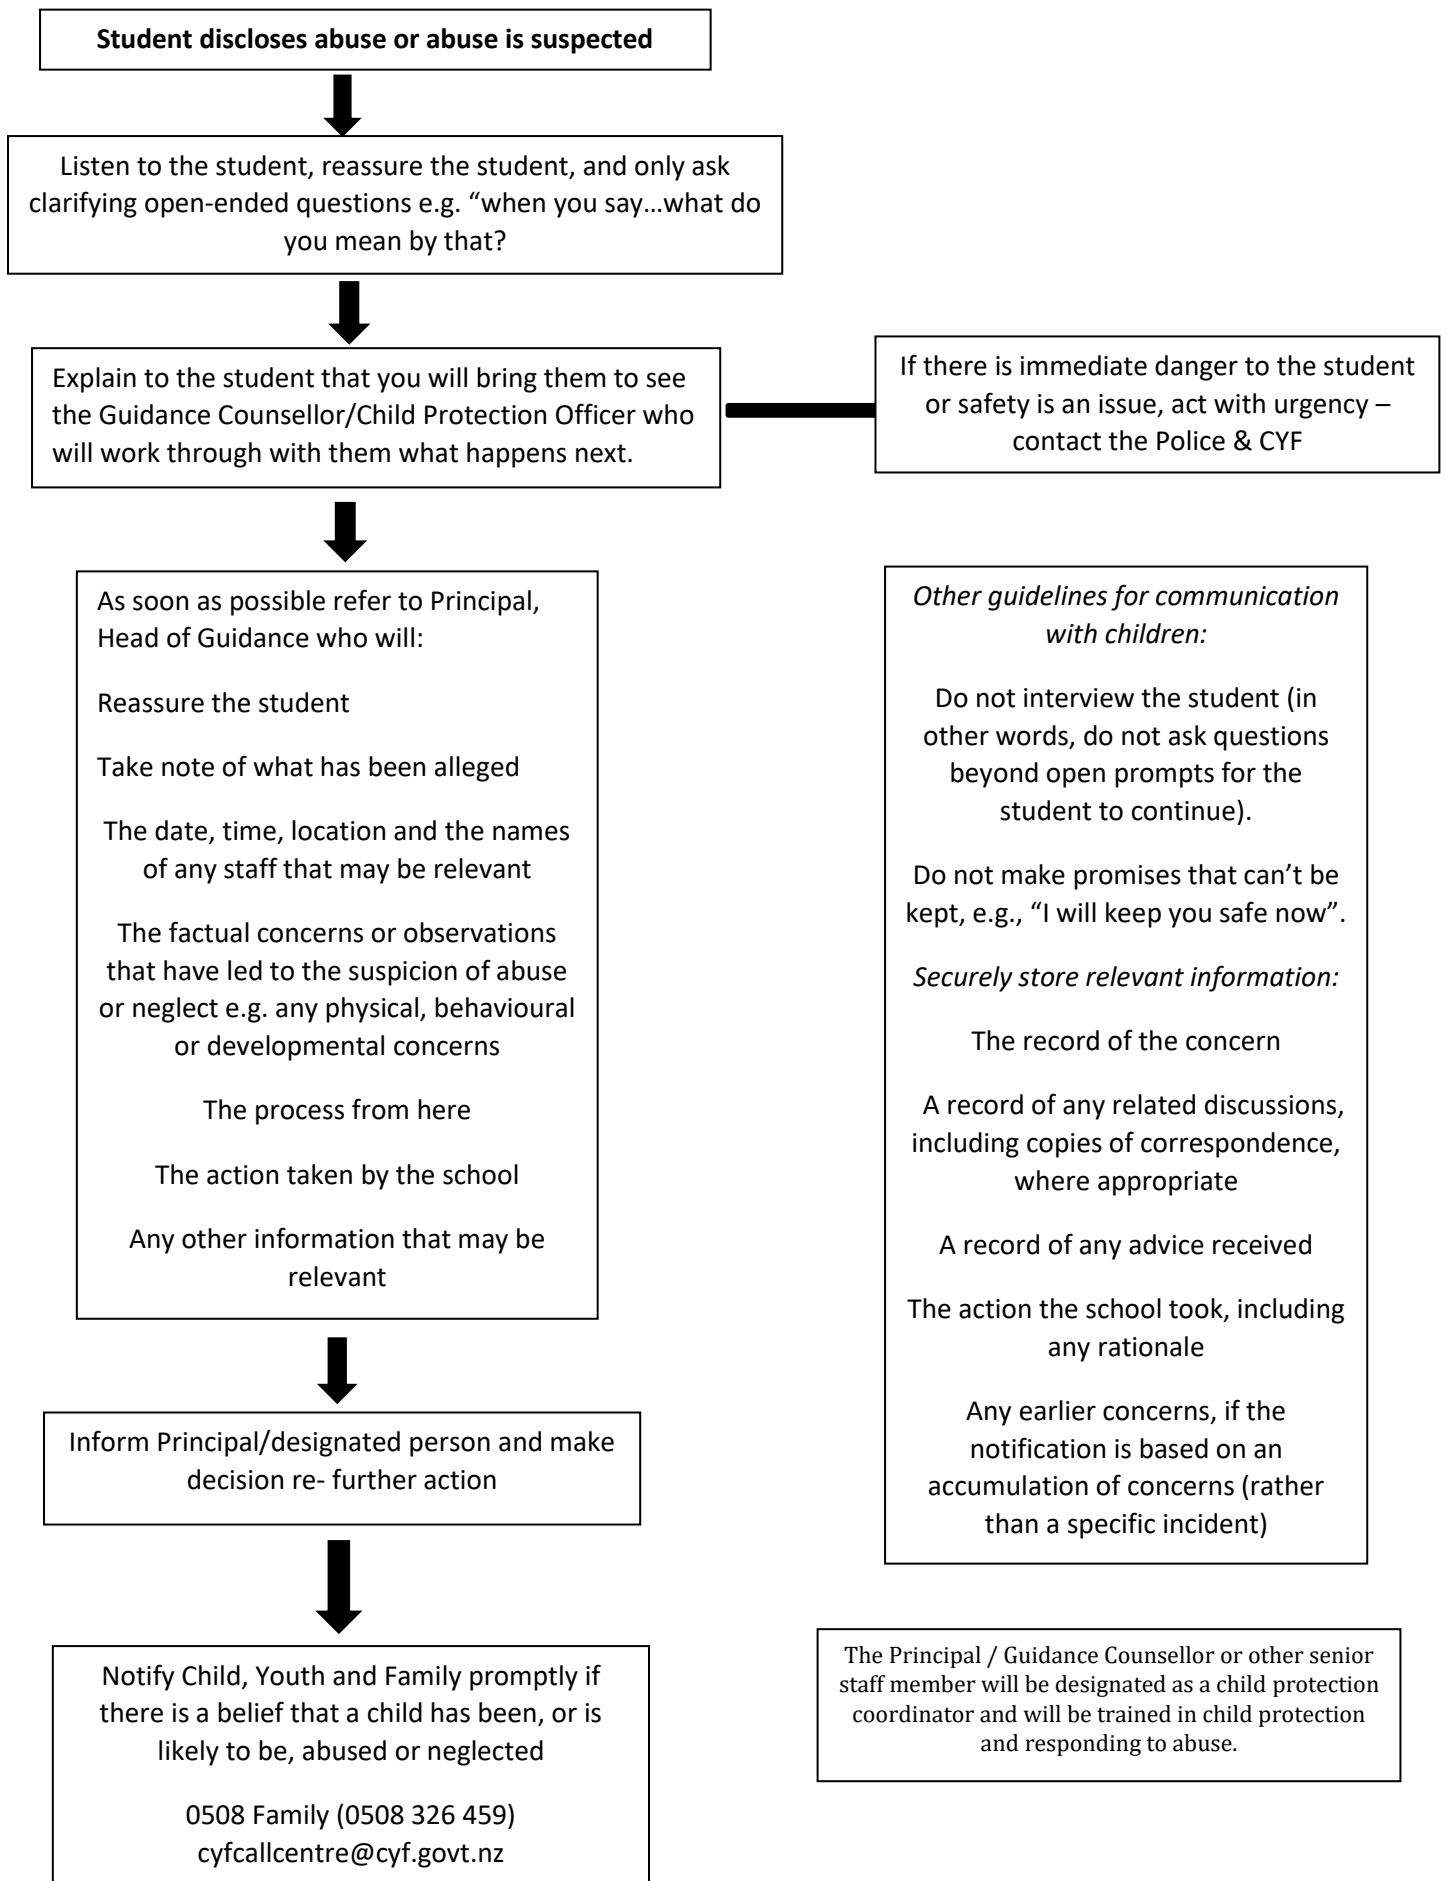 Student discloses abuse or abuse is suspected
Listen to the student, reassure the student, and only ask
clarifying open-ended questions e.g. “when you say…what do
you mean by that?
Explain to the student that you will bring them to see
the Guidance Counsellor/Child Protection Officer who
will work through with them what happens next.
If there is immediate danger to the student
or safety is an issue, act with urgency –
contact the Police & CYF
As soon as possible refer to Principal,
Head of Guidance who will:
Reassure the student
Take note of what has been alleged
The date, time, location and the names
of any staff that may be relevant
The factual concerns or observations
that have led to the suspicion of abuse
or neglect e.g. any physical, behavioural
or developmental concerns
The process from here
The action taken by the school
Any other information that may be
relevant
Other guidelines for communication
with children:
Do not interview the student (in
other words, do not ask questions
beyond open prompts for the
student to continue).
Do not make promises that can’t be
kept, e.g., “I will keep you safe now”.
Securely store relevant information:
The record of the concern
A record of any related discussions,
including copies of correspondence,
where appropriate
A record of any advice received
The action the school took, including
any rationale
Any earlier concerns, if the
notification is based on an
accumulation of concerns (rather
than a specific incident)
Inform Principal/designated person and make
decision re- further action
Notify Child, Youth and Family promptly if
there is a belief that a child has been, or is
likely to be, abused or neglected
0508 Family (0508 326 459)
cyfcallcentre@cyf.govt.nz
The Principal / Guidance Counsellor or other senior
staff member will be designated as a child protection
coordinator and will be trained in child protection
and responding to abuse.